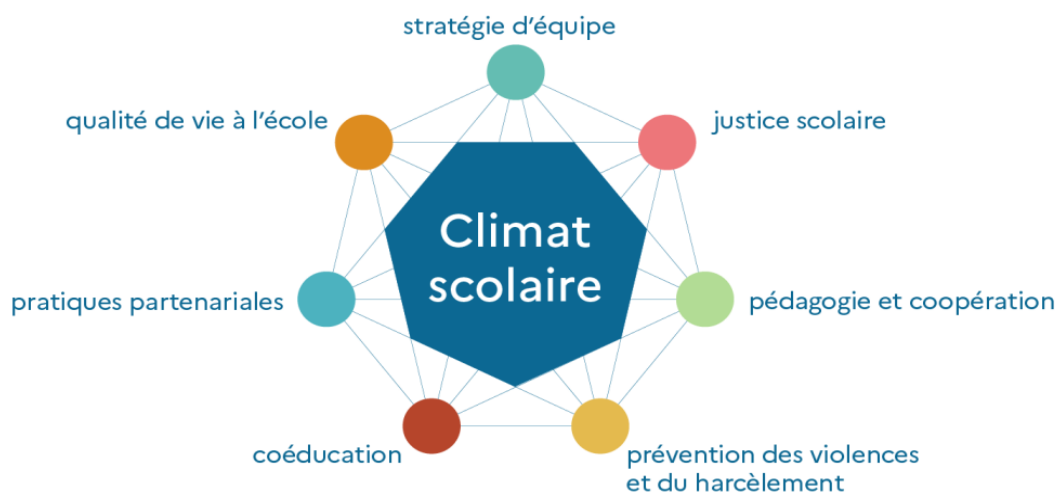 stratégie d'équipe
qualité de vie à l'école
justice scolaire
Climat
scolaire
pratiques partenariales
pédagogie et coopération
coéducation
prévention des violences
et du harcèlement